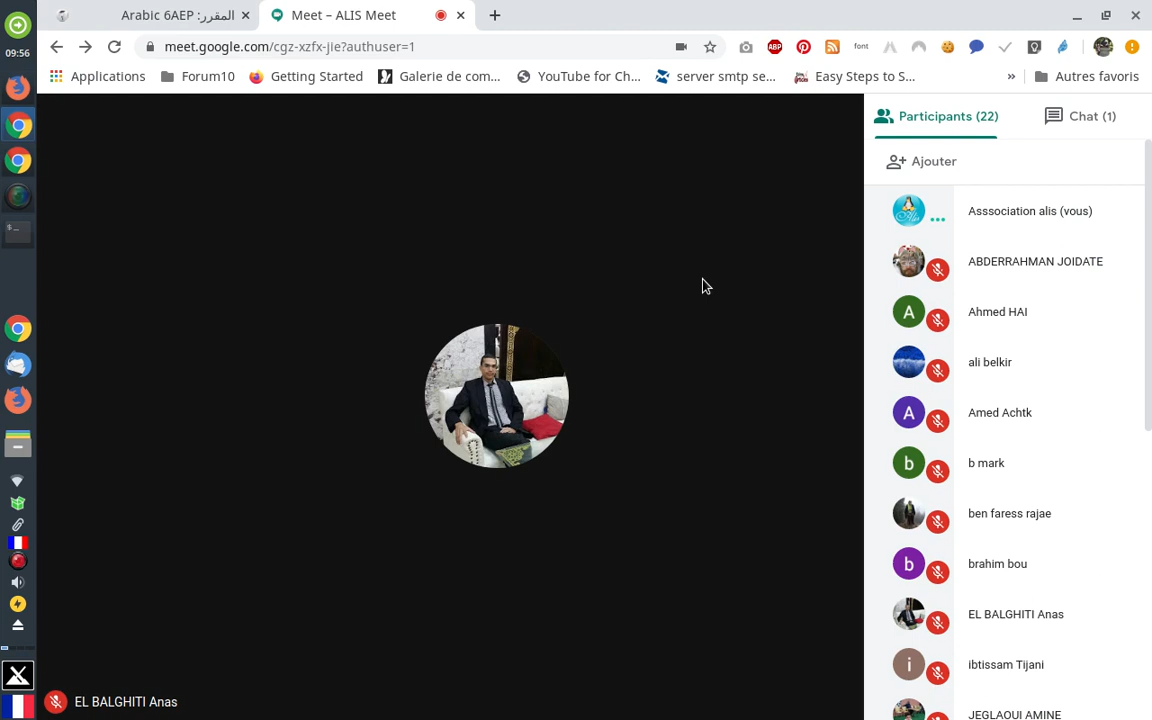 09:56
Arabic 6AEP :المقرر
Meet – ALIS Meet
meet.google.com/cgz-xzfx-jie?authuser=1
ABP
font
Applications
Forum10
Getting Started
Galerie de com...
YouTube for Ch...
server smtp se...
Easy Steps to S...
»
Autres favoris
Participants (22)
Chat (1)
Ajouter
Asssociation alis (vous)
ABDERRAHMAN JOIDATE
A
Ahmed HAI
ali belkir
A
Amed Achtk
b
b mark
ben faress rajae
b
brahim bou
EL BALGHITI Anas
i
ibtissam Tijani
JEGLAOUI AMINE
EL BALGHITI Anas